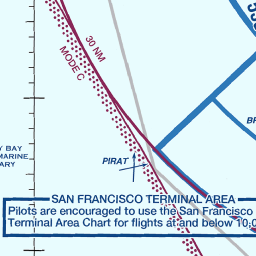 30 NM
MODE C
Y BAY
MARINE
ARY
PIRAT
SAN FRANCISCO TERMINAL AREA
Pilots are encouraged to use the San Francisco
Terminal Area Chart for flights at and below 10,0